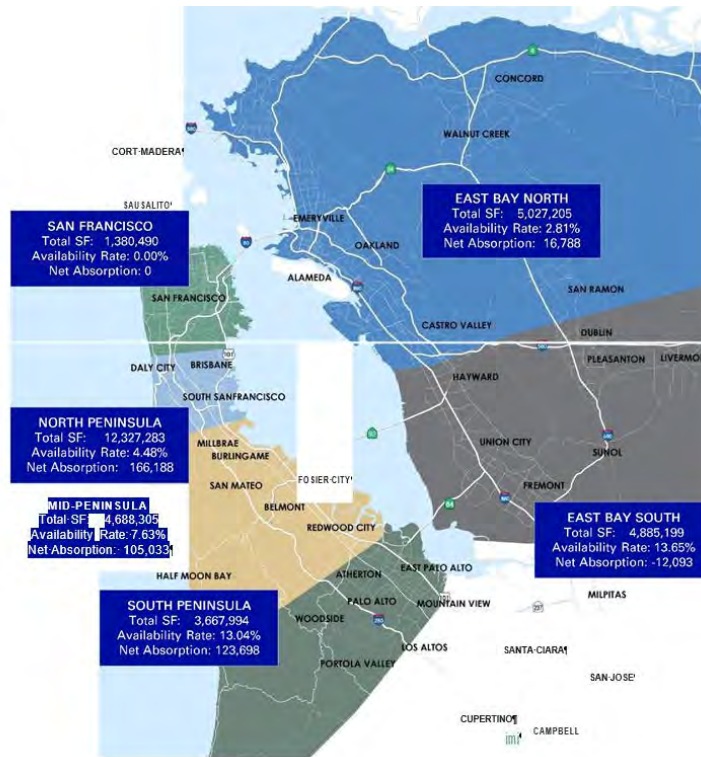 CONCORD
WALNUT CREEK
CORT·MADERA¶
SAUSALITO'
EAST BAY NORTH
Total SF: 5,027,205
Availability Rate: 2.81%
Net Absorption: 16,788
EMERYVILLE
SAN FRANCISCO
Total SF: 1,380,490
Availability Rate: 0.00%
Net Absorption: 0
OAKLAND
ALAMEDA
SAN RAMON
SAN FRANCISCO
CASTRO VALLEY
DUBLIN
DALY CITY
BRISBANE
PLEASANTON
LIVERMO
HAYWARD
SOUTH SANFRANCISCO
NORTH PENINSULA
Total SF: 12,327,283
Availability Rate: 4.48%
Net Absorption: 166,188
MILLBRAE
BURLINGAME
UNION CITY
SUNOL
SAN MATEO
FO SIER·CITY'
FREMONT
BELMONT
MID-PENINSULA
Total·SF: 4,688,305
Availability Rate: 7.63%
Net·Absorption: 105,033¶
REDWOOD CITY
EAST BAY SOUTH
Total SF: 4,885,199
Availability Rate: 13.65%
Net Absorption: -12,093
EAST PALO ALTO
HALF MOON BAY
ATHERTON
MILPITAS
SOUTH PENINSULA
Total SF: 3,667,994
Availability Rate: 13.04%
Net Absorption: 123,698
PALO ALTO
MOUNTAIN VIEW
237
WOODSIDE
280
LOS ALTOS
SANTA·CIARA¶
PORTOLA VALLEY
SAN·JOSE'
CUPERTINO¶
CAMPBELL